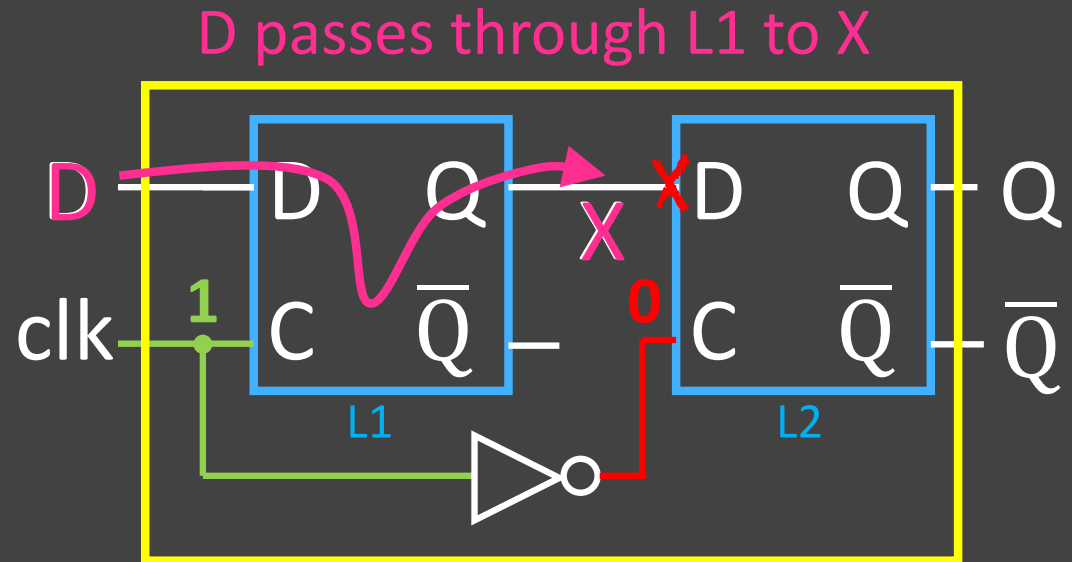 D passes through L1 to X
D D Q X D Q Q
X
1 0
clk C Q̅ C Q̅ Q̅
L1 L2